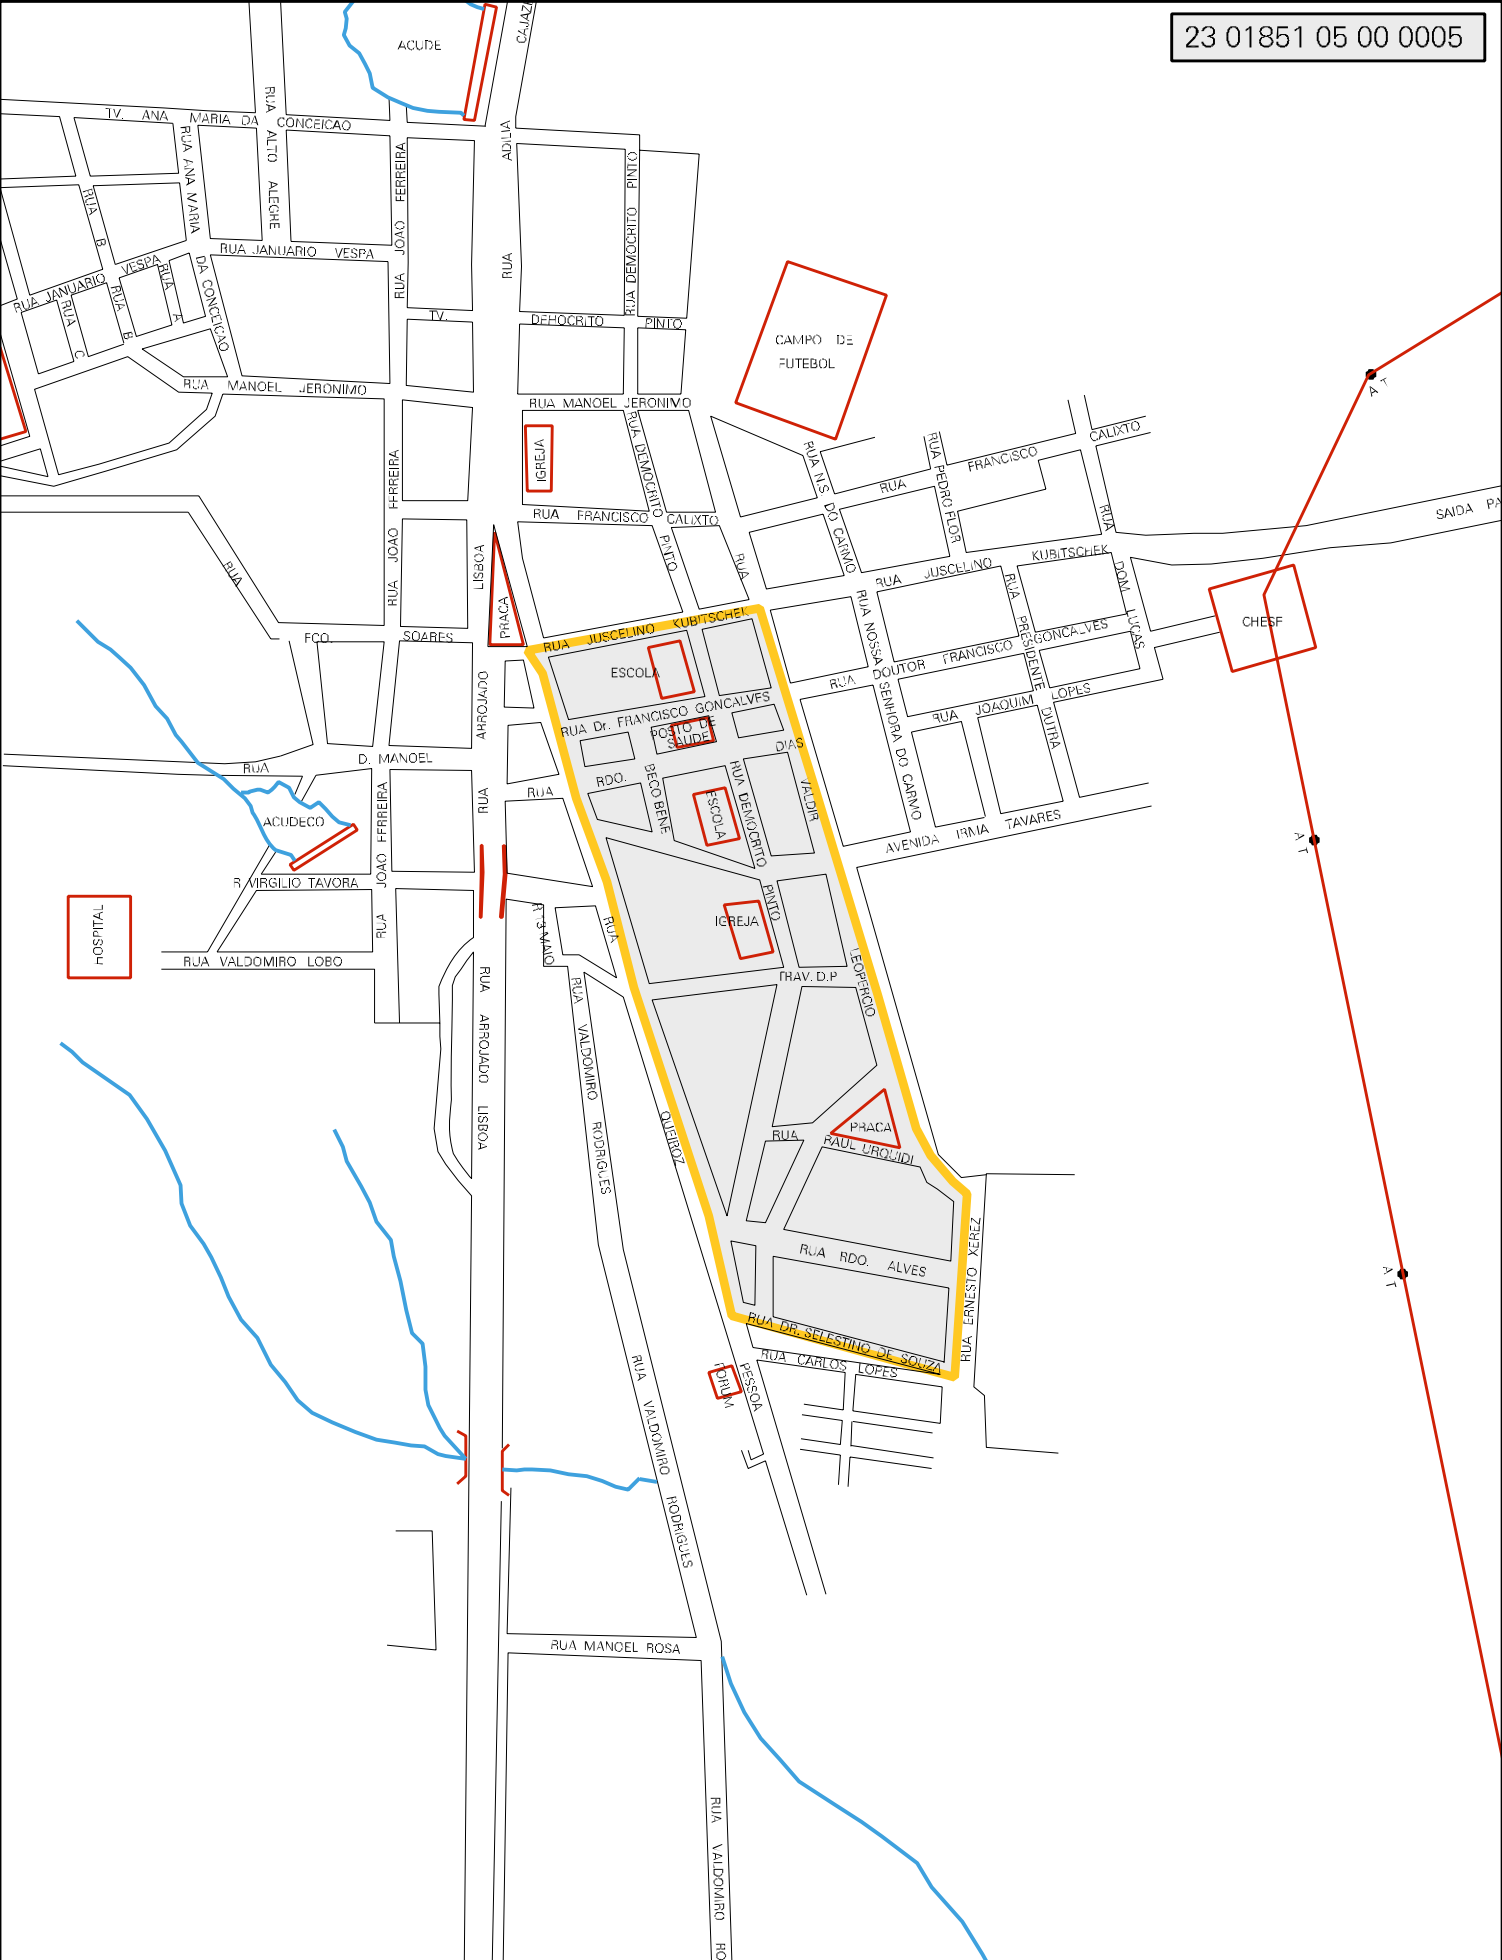 23 01851 05 00 0005
ACUDE
TV. ANA MARIA DA CONCEICAO
RUA ALTO ALEGRE
RUA ANA MARIA DA CONCEICAO
RUA JOAO FERREIRA
RUA ADILIA
RUA DEMOCRITO PINTO
RUA B
RUA JANUARIO VESPA
RUA JANUARIO VESPA
RUA A
RUA B
RUA C
TV. DEHOCRITO PINTO
CAMPO DE
FUTEBOL
RUA MANOEL JERONIMO
RUA MANOEL JERONIMO
A T
IGREJA
RUA DEMOCRITO PINTO
RUA N.S. DO CARMO
RUA PEDRO FLOR
RUA FRANCISCO CALIXTO
RUA FRANCISCO CALIXTO
RUA JOAO FERREIRA
SAIDA PA
RUA
LISBOA
PRACA
RUA
RUA JUSCELINO KUBITSCHEK
RUA DOM LUCAS
RUA PRESIDENTE DUTRA
RUA NOSSA SENHORA DO CARMO
CHESF
FCO. SOARES
RUA JUSCELINO KUBITSCHEK
RUA DOUTOR FRANCISCO GONCALVES
RUA JOAQUIM LOPES
ESCOLA
RUA Dr. FRANCISCO GONCALVES
POSTO DE
SAUDE
ARROJADO
RUA
RUA D. MANOEL
RUA RDO. DIAS
BECO BENE
RUA DEMOCRITO PINTO
VALDIR LEOPERCIO
ESCOLA
ACUDECO
RUA JOAO FERREIRA
AVENIDA IRMA TAVARES
A T
R VIRGILIO TAVORA
HOSPITAL
RUA VALDOMIRO LOBO
R 13 MAIO
RUA QUEIROZ PESSOA
IGREJA
TRAV. D.P
RUA ARROJADO LISBOA
RUA VALDOMIRO RODRIGUES
PRACA
RUA RAUL URQUIDI
RUA RDO. ALVES
RUA ERNESTO XEREZ
A T
RUA DR. SELESTINO DE SOUZA
RUA CARLOS LOPES
FORUM
RUA VALDOMIRO RODRIGUES
RUA MANOEL ROSA
RUA VALDOMIRO RO